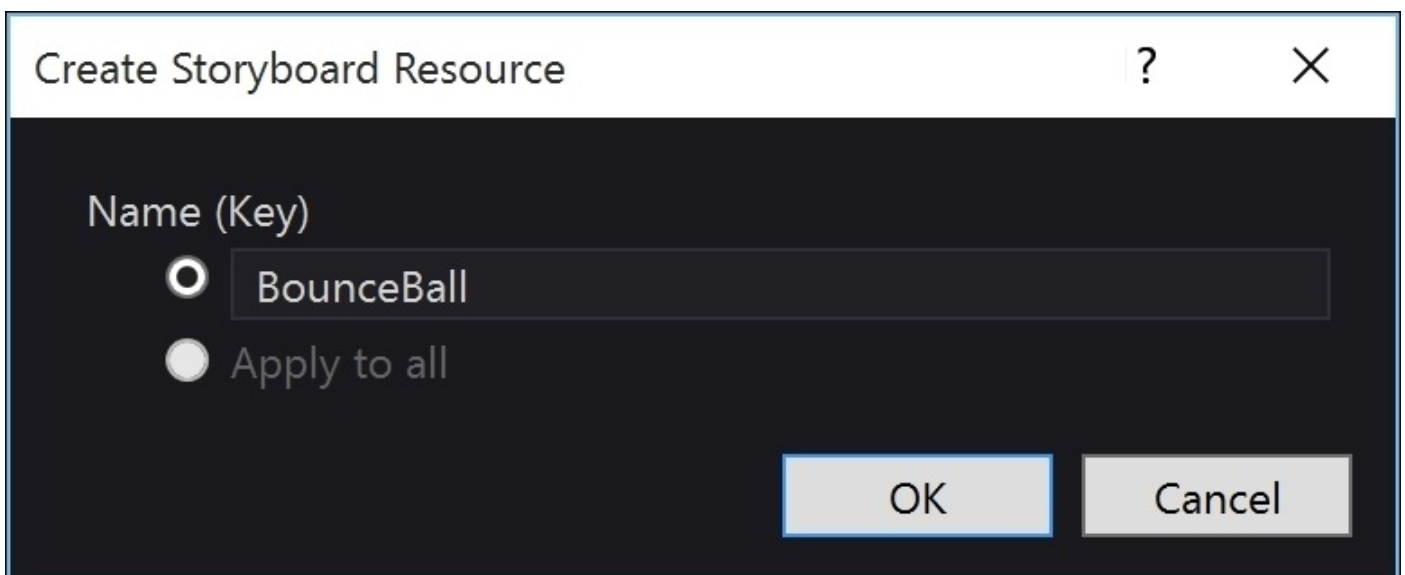 Create Storyboard Resource ?
Name (Key)
BounceBall
Apply to all
OK Cancel